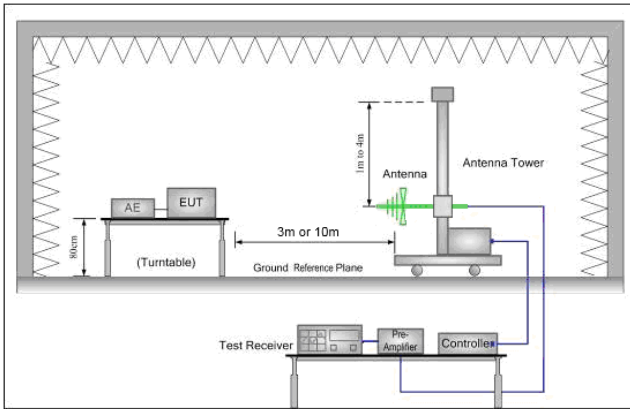 1m to 4m
Antenna
Antenna Tower
AE
EUT
80cm
(Turntable)
3m or 10m
Ground Reference Plane
Test Receiver
Pre-
Amplifier
Controlle